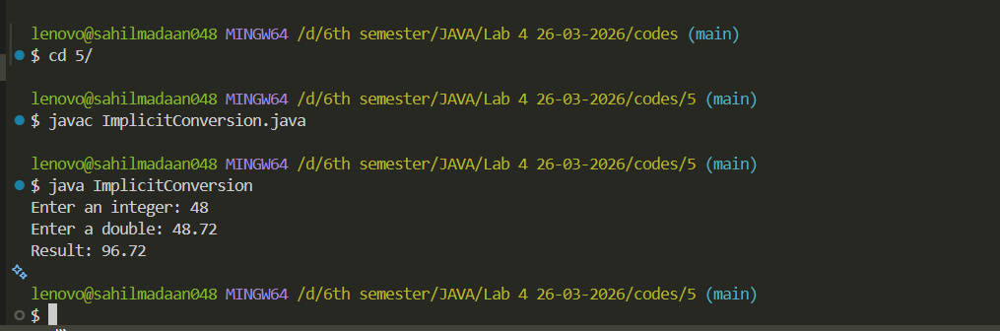 lenovo@sahilmadaan048 MINGW64 /d/6th semester/JAVA/Lab 4 26-03-2026/codes (main)
$ cd 5/
lenovo@sahilmadaan048 MINGW64 /d/6th semester/JAVA/Lab 4 26-03-2026/codes/5 (main)
$ javac ImplicitConversion.java
lenovo@sahilmadaan048 MINGW64 /d/6th semester/JAVA/Lab 4 26-03-2026/codes/5 (main)
$ java ImplicitConversion
Enter an integer: 48
Enter a double: 48.72
Result: 96.72
lenovo@sahilmadaan048 MINGW64 /d/6th semester/JAVA/Lab 4 26-03-2026/codes/5 (main)
$